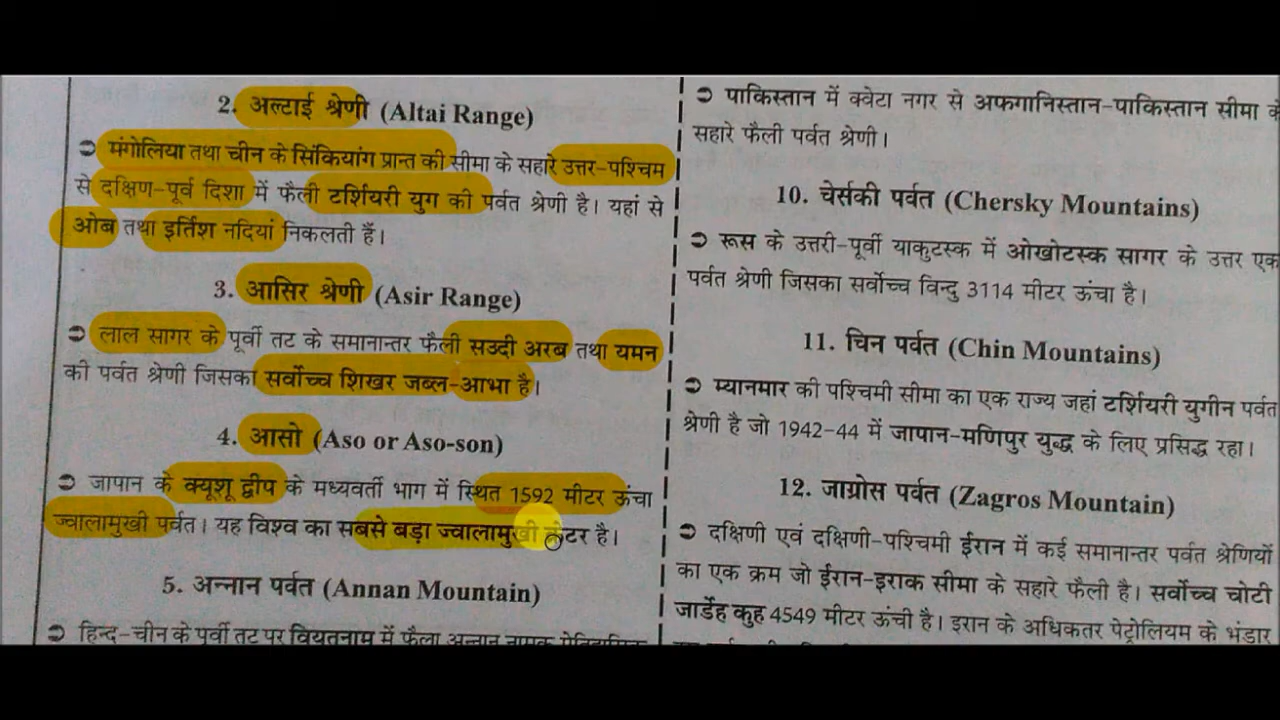 2. अल्टाई श्रेणी (Altai Range)
➲ मंगोलिया तथा चीन के सिंकियांग प्रान्त की सीमा के सहारे उत्तर-पश्चिम
से दक्षिण-पूर्व दिशा में फैली टर्शियरी युग की पर्वत श्रेणी है। यहां से
ओब तथा इर्तिश नदियां निकलती हैं।
3. आसिर श्रेणी (Asir Range)
➲ लाल सागर के पूर्वी तट के समानान्तर फैली सउदी अरब तथा यमन
की पर्वत श्रेणी जिसका सर्वोच्च शिखर जब्ल-आभा है।
4. आसो (Aso or Aso-son)
➲ जापान के क्यूशू द्वीप के मध्यवर्ती भाग में स्थित 1592 मीटर ऊंचा
ज्वालामुखी पर्वत। यह विश्व का सबसे बड़ा ज्वालामुखी क्रेटर है।
5. अन्नान पर्वत (Annan Mountain)
➲ हिन्द-चीन के पूर्वी तट पर वियतनाम में फैला अन्नान नामक
➲ पाकिस्तान में क्वेटा नगर से अफगानिस्तान-पाकिस्तान सीमा के
सहारे फैली पर्वत श्रेणी।
10. चेर्सकी पर्वत (Chersky Mountains)
➲ रूस के उत्तरी-पूर्वी याकुटस्क में ओखोटस्क सागर के उत्तर एक
पर्वत श्रेणी जिसका सर्वोच्च विन्दु 3114 मीटर ऊंचा है।
11. चिन पर्वत (Chin Mountains)
➲ म्यानमार की पश्चिमी सीमा का एक राज्य जहां टर्शियरी युगीन पर्वत
श्रेणी है जो 1942-44 में जापान-मणिपुर युद्ध के लिए प्रसिद्ध रहा।
12. जाग्रोस पर्वत (Zagros Mountain)
➲ दक्षिणी एवं दक्षिणी-पश्चिमी ईरान में कई समानान्तर पर्वत श्रेणियों
का एक क्रम जो ईरान-इराक सीमा के सहारे फैली है। सर्वोच्च चोटी
जार्डेह कुह 4549 मीटर ऊंची है। इरान के अधिकतर पेट्रोलियम के भंडार